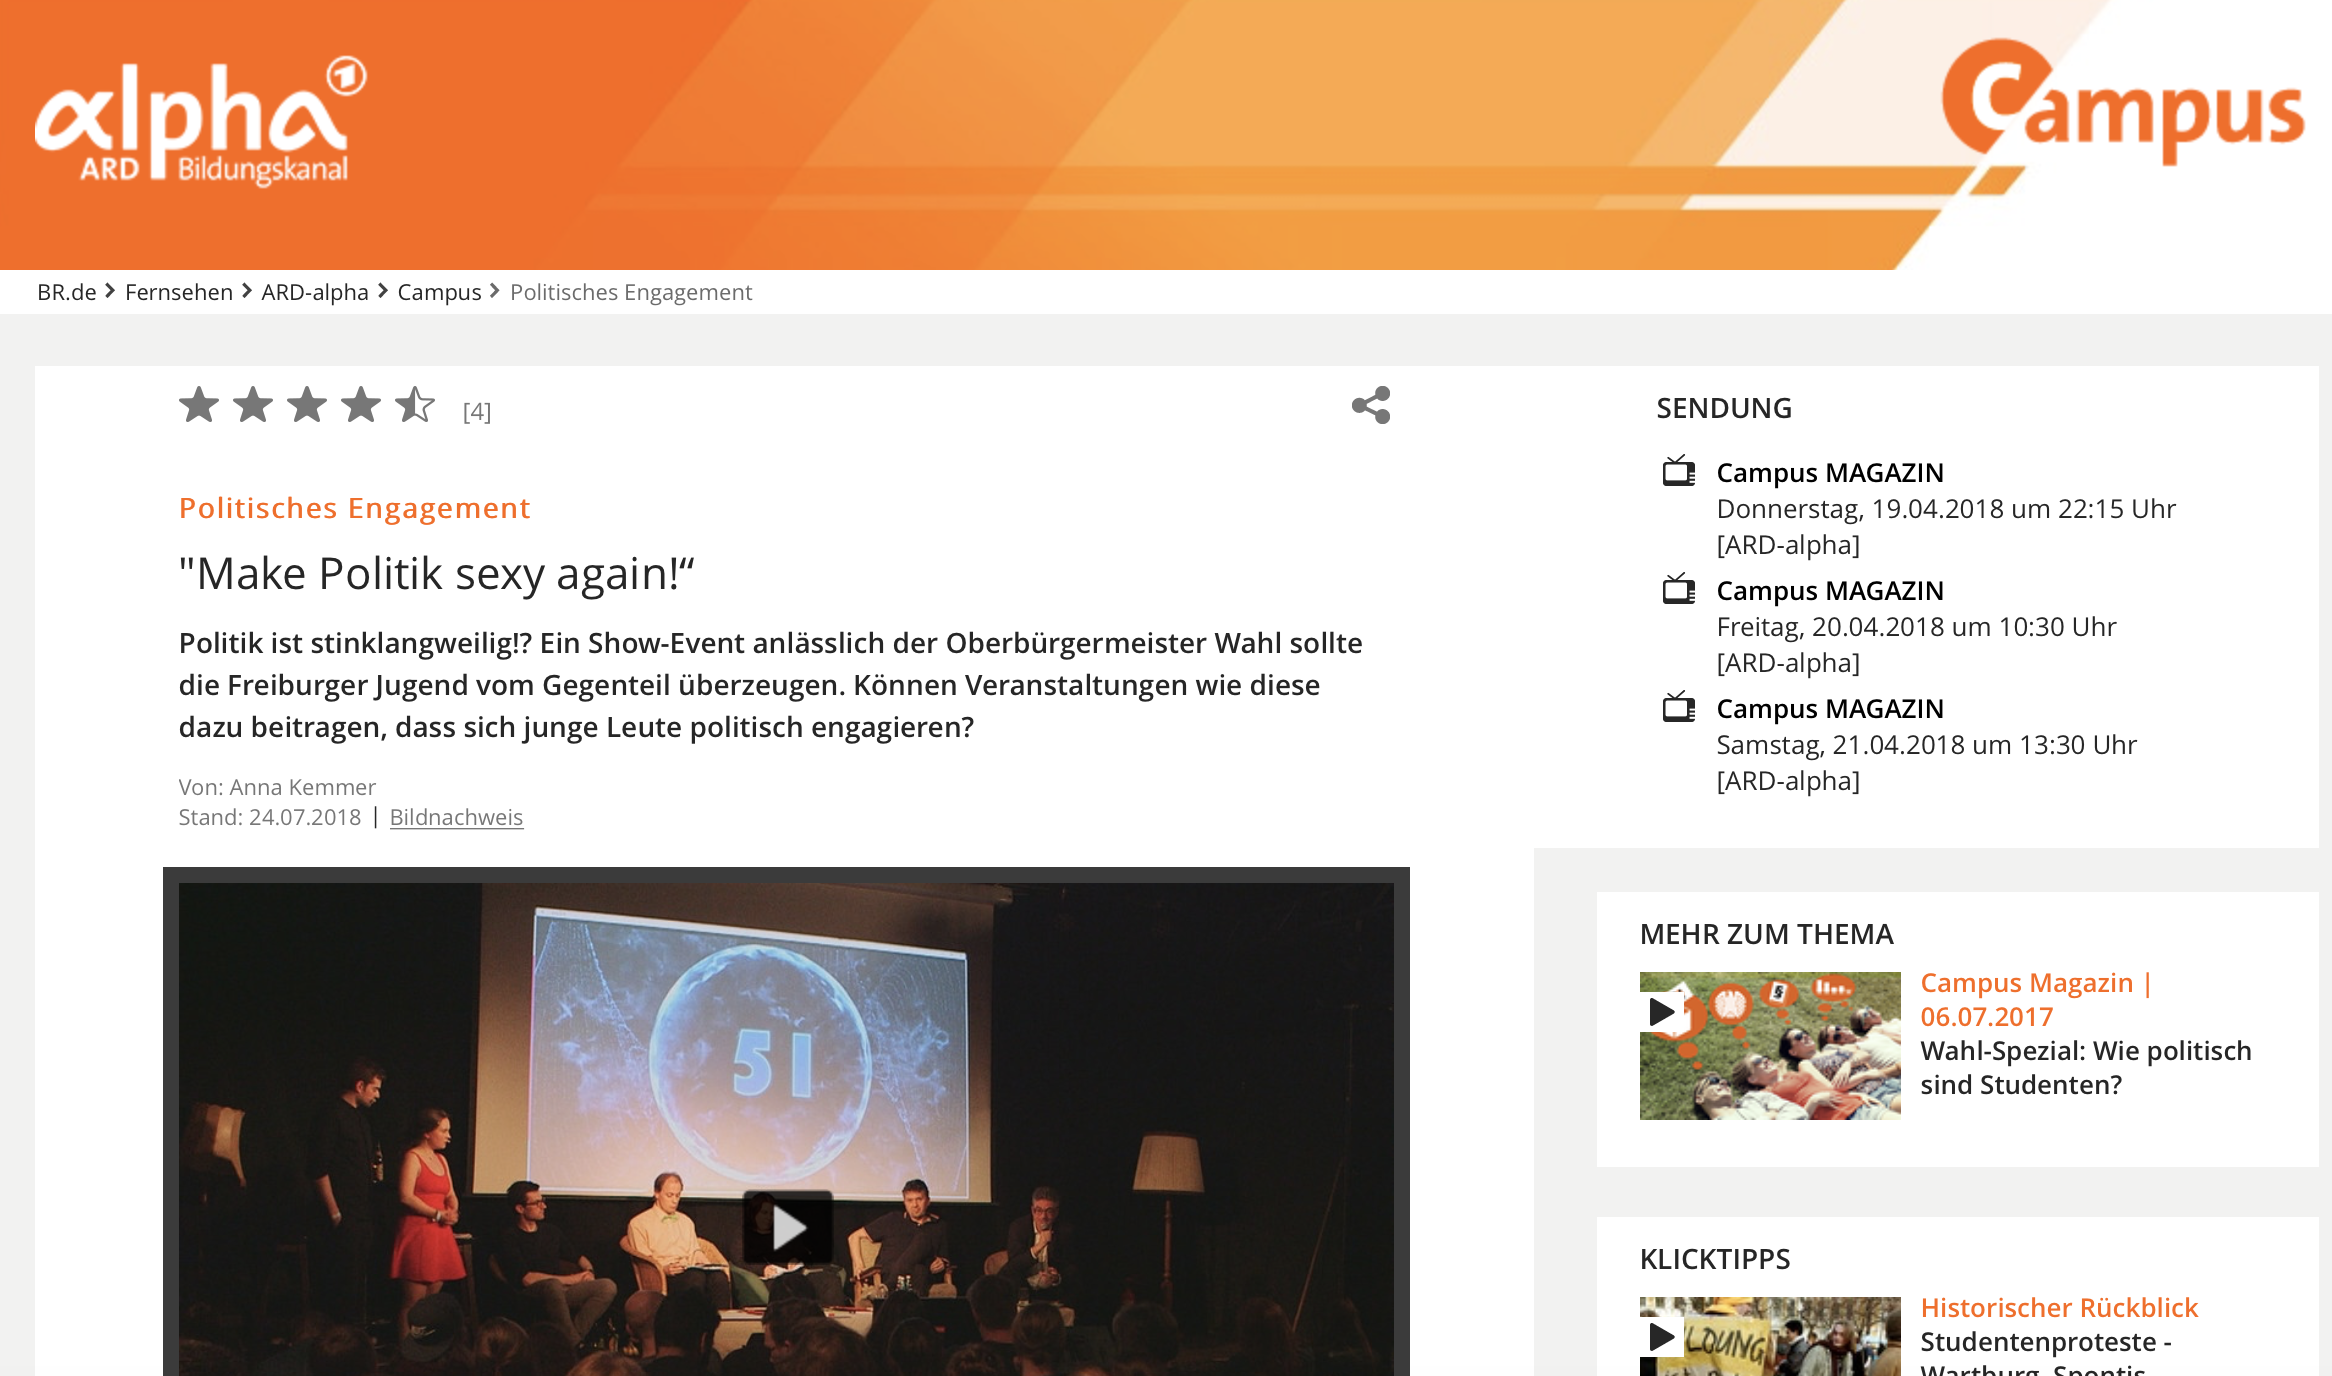 alpha
ARD Bildungskanal
Campus
BR.de > Fernsehen > ARD-alpha > Campus > Politisches Engagement
[4]
Politisches Engagement
"Make Politik sexy again!“
Politik ist stinklangweilig!? Ein Show-Event anlässlich der Oberbürgermeister Wahl sollte
die Freiburger Jugend vom Gegenteil überzeugen. Können Veranstaltungen wie diese
dazu beitragen, dass sich junge Leute politisch engagieren?
Von: Anna Kemmer
Stand: 24.07.2018 | Bildnachweis
51
SENDUNG
Campus MAGAZIN
Donnerstag, 19.04.2018 um 22:15 Uhr
[ARD-alpha]
Campus MAGAZIN
Freitag, 20.04.2018 um 10:30 Uhr
[ARD-alpha]
Campus MAGAZIN
Samstag, 21.04.2018 um 13:30 Uhr
[ARD-alpha]
MEHR ZUM THEMA
§
Campus Magazin |
06.07.2017
Wahl-Spezial: Wie politisch
sind Studenten?
KLICKTIPPS
LDUNG
Historischer Rückblick
Studentenproteste -
Wartburg, Spontis